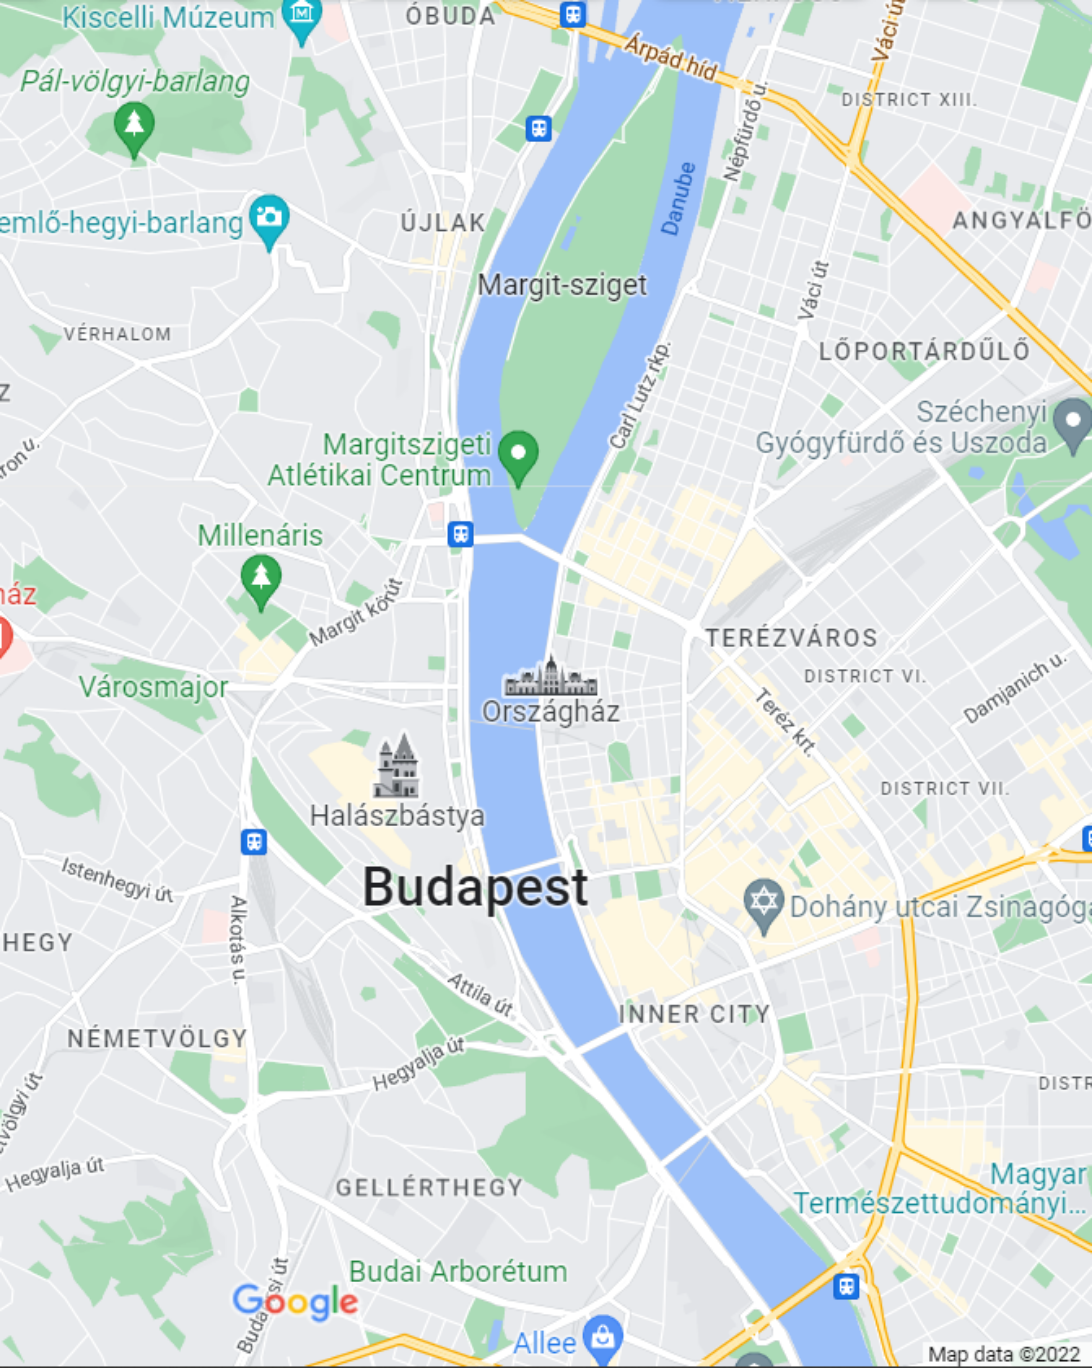 Kiscelli Múzeum
ÓBUDA
Árpád híd
Váci út
Pál-völgyi-barlang
DISTRICT XIII.
Népfürdő u.
Danube
emlő-hegyi-barlang
ÚJLAK
ANGYALFÖ
Margit-sziget
Váci út
VÉRHALOM
LŐPORTÁRDŰLŐ
Z
Carl Lutz rkp.
Széchenyi
Gyógyfürdő és Uszoda
ron u.
Margitszigeti
Atlétikai Centrum
Millenáris
ház
Margit körút
TERÉZVÁROS
DISTRICT VI.
Városmajor
Damjanich u.
Országház
Teréz krt.
DISTRICT VII.
Halászbástya
Istenhegyi út
Budapest
Dohány utcai Zsinagóga
Alkotás u.
HEGY
Attila út
INNER CITY
NÉMETVÖLGY
Hegyalja út
DISTR
tvölgyi út
Hegyalja út
GELLÉRTHEGY
Magyar
Természettudományi...
Budai Arborétum
Google
Allee
Map data ©2022